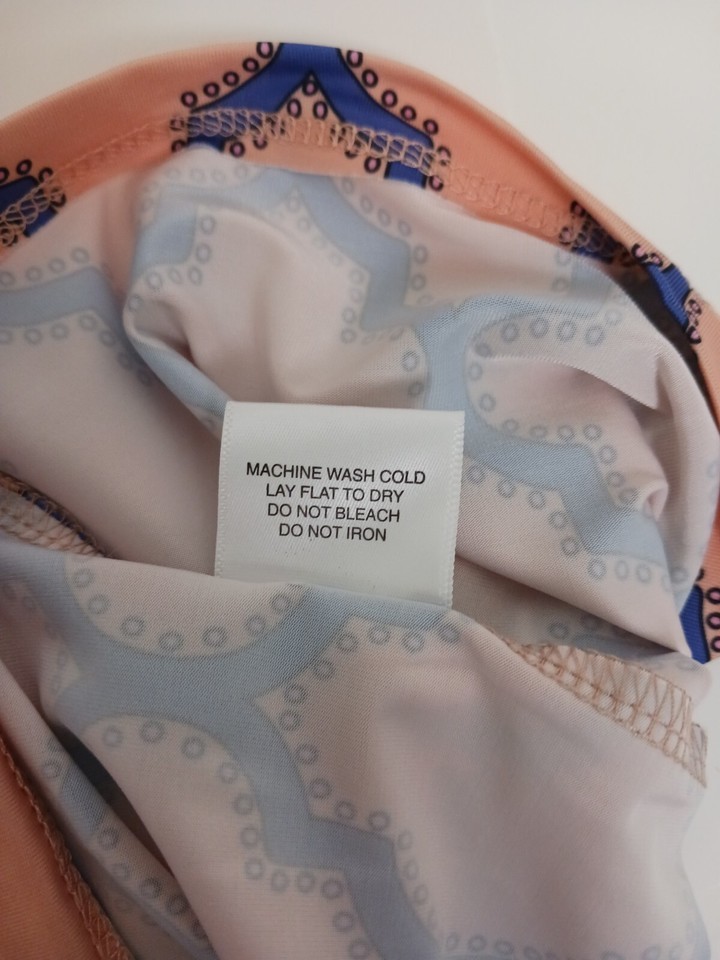 MACHINE WASH COLD
LAY FLAT TO DRY
DO NOT BLEACH
DO NOT IRON